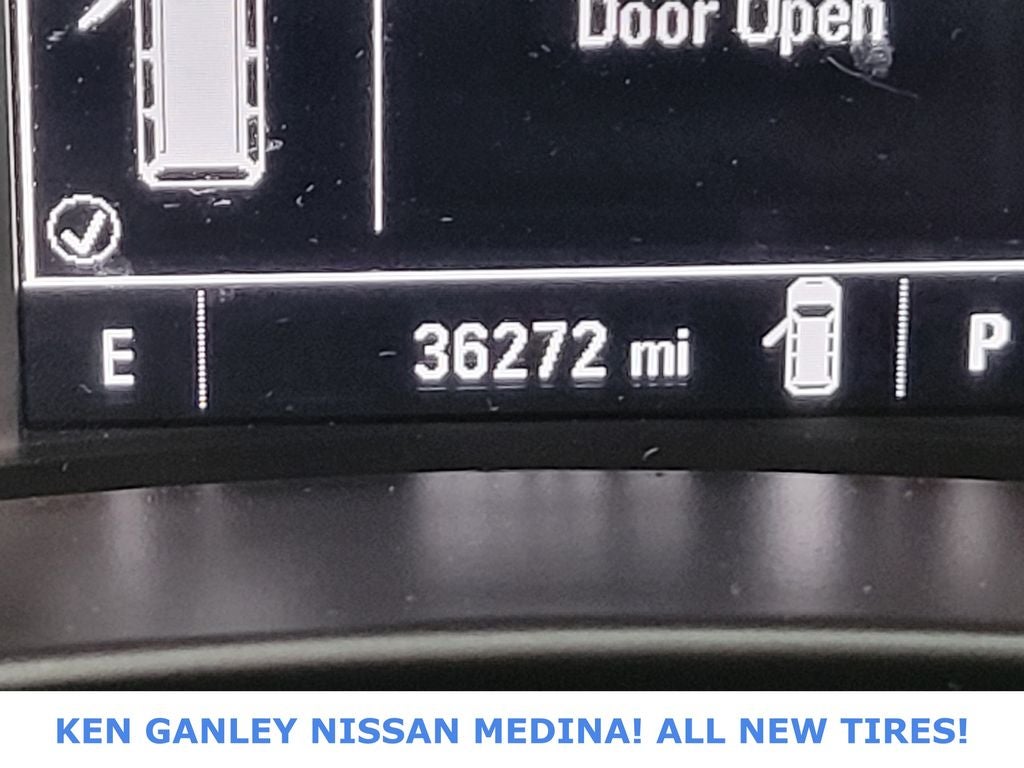 Door Open
E 36272 mi P
KEN GANLEY NISSAN MEDINA! ALL NEW TIRES!